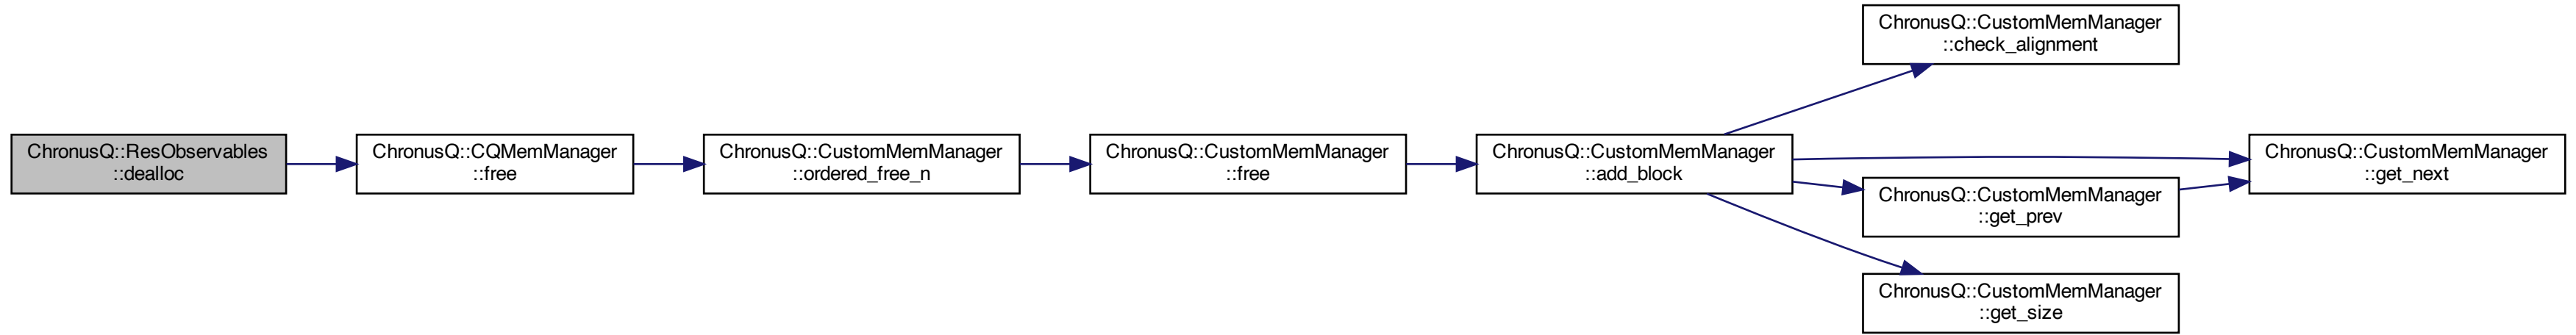 ChronusQ::ResObservables
::dealloc
ChronusQ::CQMemManager
::free
ChronusQ::CustomMemManager
::ordered_free_n
ChronusQ::CustomMemManager
::free
ChronusQ::CustomMemManager
::add_block
ChronusQ::CustomMemManager
::check_alignment
ChronusQ::CustomMemManager
::get_next
ChronusQ::CustomMemManager
::get_prev
ChronusQ::CustomMemManager
::get_size